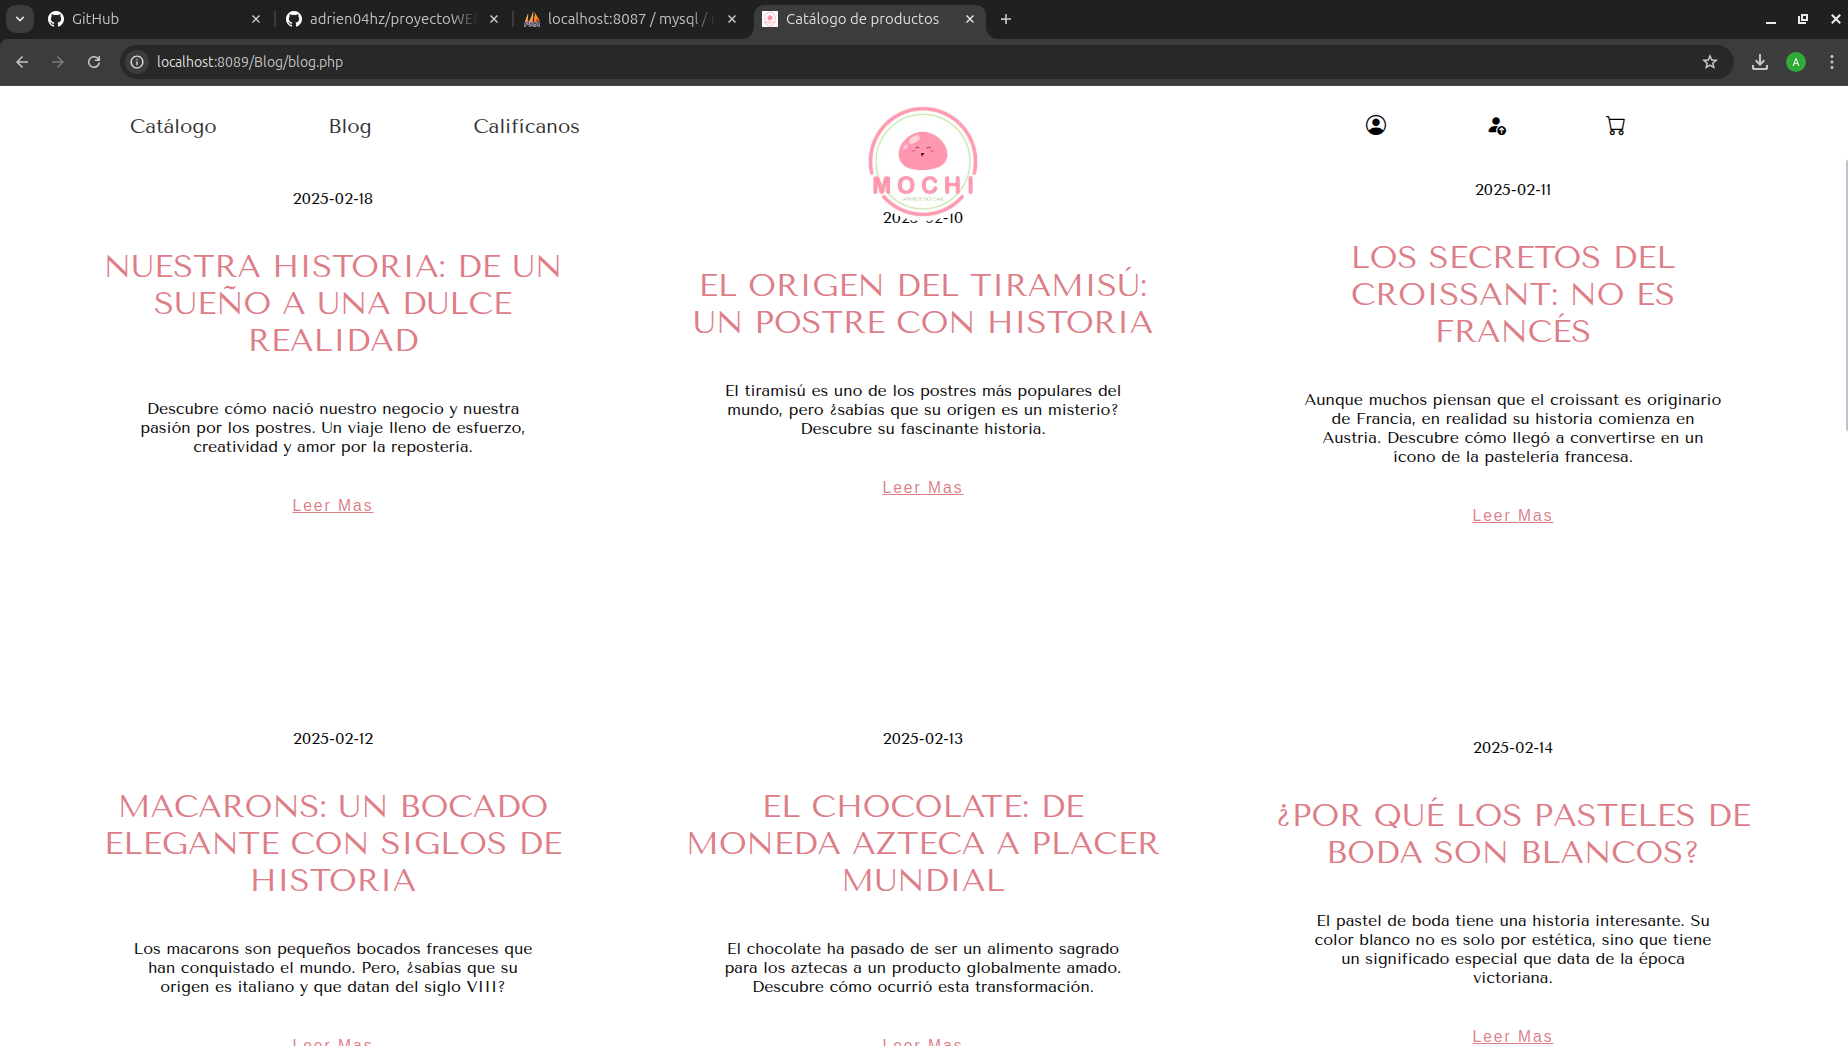 GitHub
adrien04hz/proyectoWEB
localhost:8087 / mysql /
Catálogo de productos
localhost:8089/Blog/blog.php
A
Catálogo
Blog
Califícanos
MOCHI
2025-02-18
NUESTRA HISTORIA: DE UN
SUEÑO A UNA DULCE
REALIDAD
Descubre cómo nació nuestro negocio y nuestra
pasión por los postres. Un viaje lleno de esfuerzo,
creatividad y amor por la repostería.
Leer Mas
2025-02-10
EL ORIGEN DEL TIRAMISÚ:
UN POSTRE CON HISTORIA
El tiramisú es uno de los postres más populares del
mundo, pero ¿sabías que su origen es un misterio?
Descubre su fascinante historia.
Leer Mas
2025-02-11
LOS SECRETOS DEL
CROISSANT: NO ES
FRANCÉS
Aunque muchos piensan que el croissant es originario
de Francia, en realidad su historia comienza en
Austria. Descubre cómo llegó a convertirse en un
ícono de la pastelería francesa.
Leer Mas
2025-02-12
MACARONS: UN BOCADO
ELEGANTE CON SIGLOS DE
HISTORIA
Los macarons son pequeños bocados franceses que
han conquistado el mundo. Pero, ¿sabías que su
origen es italiano y que datan del siglo VIII?
Leer Mas
2025-02-13
EL CHOCOLATE: DE
MONEDA AZTECA A PLACER
MUNDIAL
El chocolate ha pasado de ser un alimento sagrado
para los aztecas a un producto globalmente amado.
Descubre cómo ocurrió esta transformación.
Leer Mas
2025-02-14
¿POR QUÉ LOS PASTELES DE
BODA SON BLANCOS?
El pastel de boda tiene una historia interesante. Su
color blanco no es solo por estética, sino que tiene
un significado especial que data de la época
victoriana.
Leer Mas